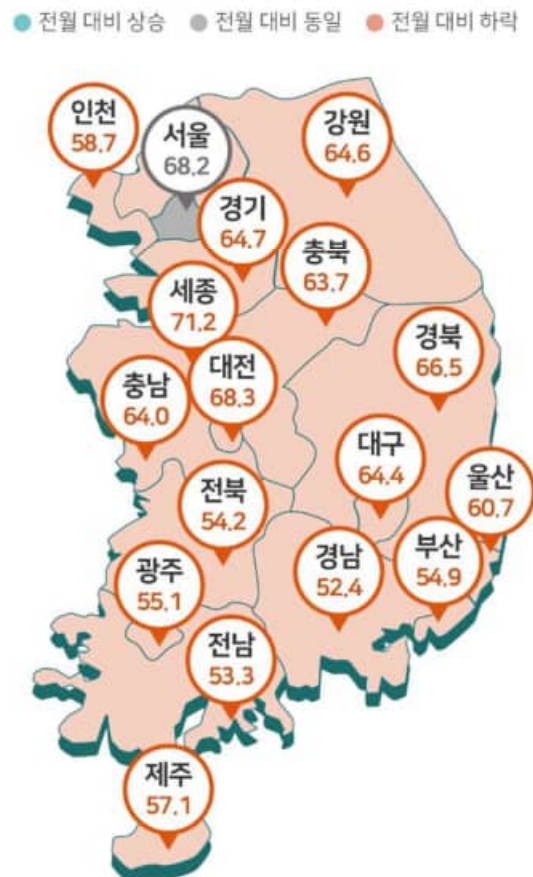 전월 대비 상승 전월 대비 동일 전월 대비 하락
인천
58.7
서울
68.2
강원
64.6
경기
64.7
충북
63.7
세종
71.2
경북
66.5
대전
68.3
충남
64.0
대구
64.4
울산
60.7
전북
54.2
경남
52.4
부산
54.9
광주
55.1
전남
53.3
제주
57.1